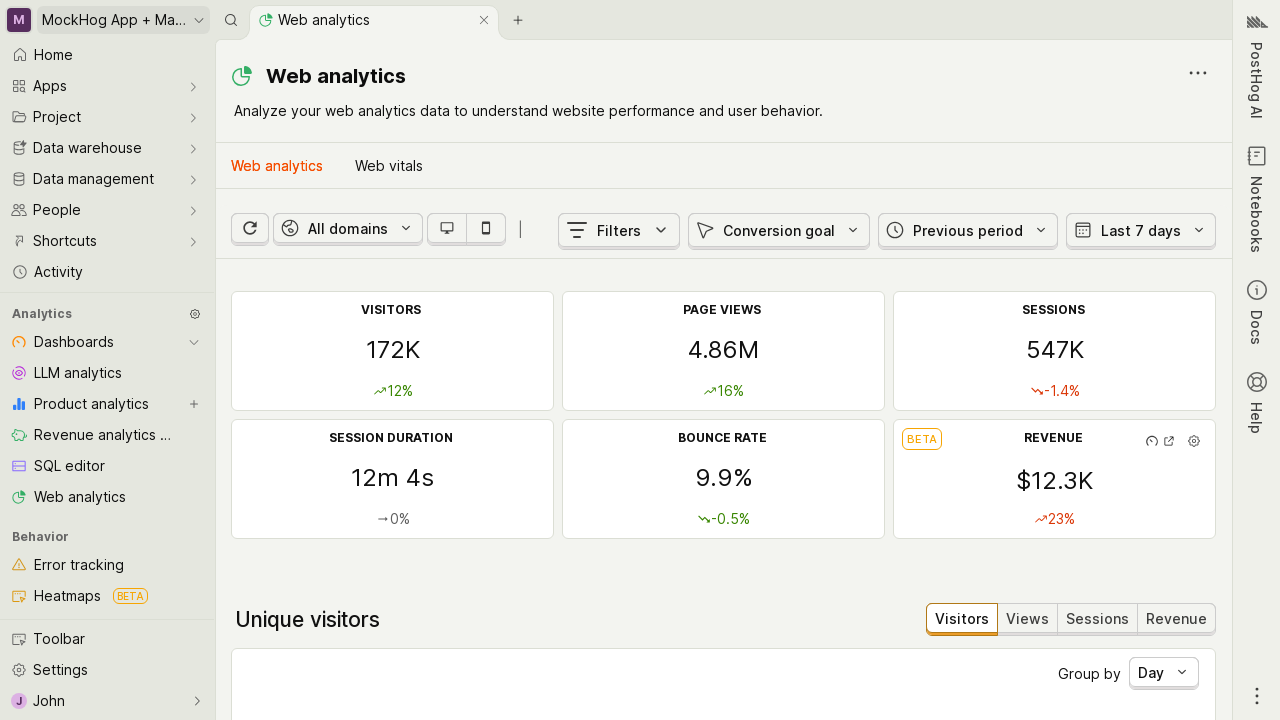 M
MockHog App + Ma...
Web analytics
Home
Apps
Project
Data warehouse
Data management
People
Shortcuts
Activity
Analytics
Dashboards
LLM analytics
Product analytics
Revenue analytics ...
SQL editor
Web analytics
Behavior
Error tracking
Heatmaps BETA
Toolbar
Settings
J John
Web analytics
Analyze your web analytics data to understand website performance and user behavior.
Web analytics Web vitals
All domains Filters Conversion goal Previous period Last 7 days
VISITORS
172K
12%
PAGE VIEWS
4.86M
16%
SESSIONS
547K
-1.4%
SESSION DURATION
12m 4s
0%
BOUNCE RATE
9.9%
-0.5%
BETA
REVENUE
$12.3K
23%
Unique visitors
Visitors Views Sessions Revenue
Group by Day
PostHog AI
Notebooks
Docs
Help